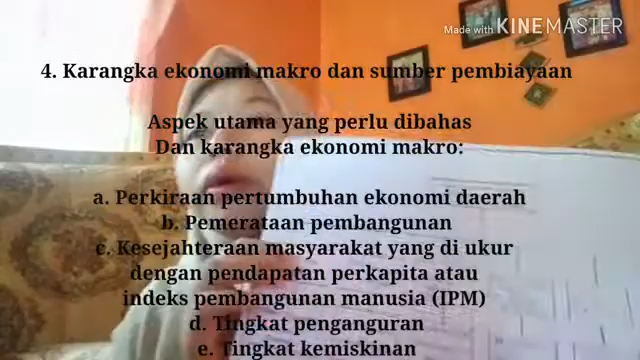 Made with KINEMASTER
4. Karangka ekonomi makro dan sumber pembiayaan
Aspek utama yang perlu dibahas
Dan karangka ekonomi makro:
a. Perkiraan pertumbuhan ekonomi daerah
b. Pemerataan pembangunan
c. Kesejahteraan masyarakat yang di ukur
dengan pendapatan perkapita atau
indeks pembangunan manusia (IPM)
d. Tingkat penganguran
e. Tingkat kemiskinan